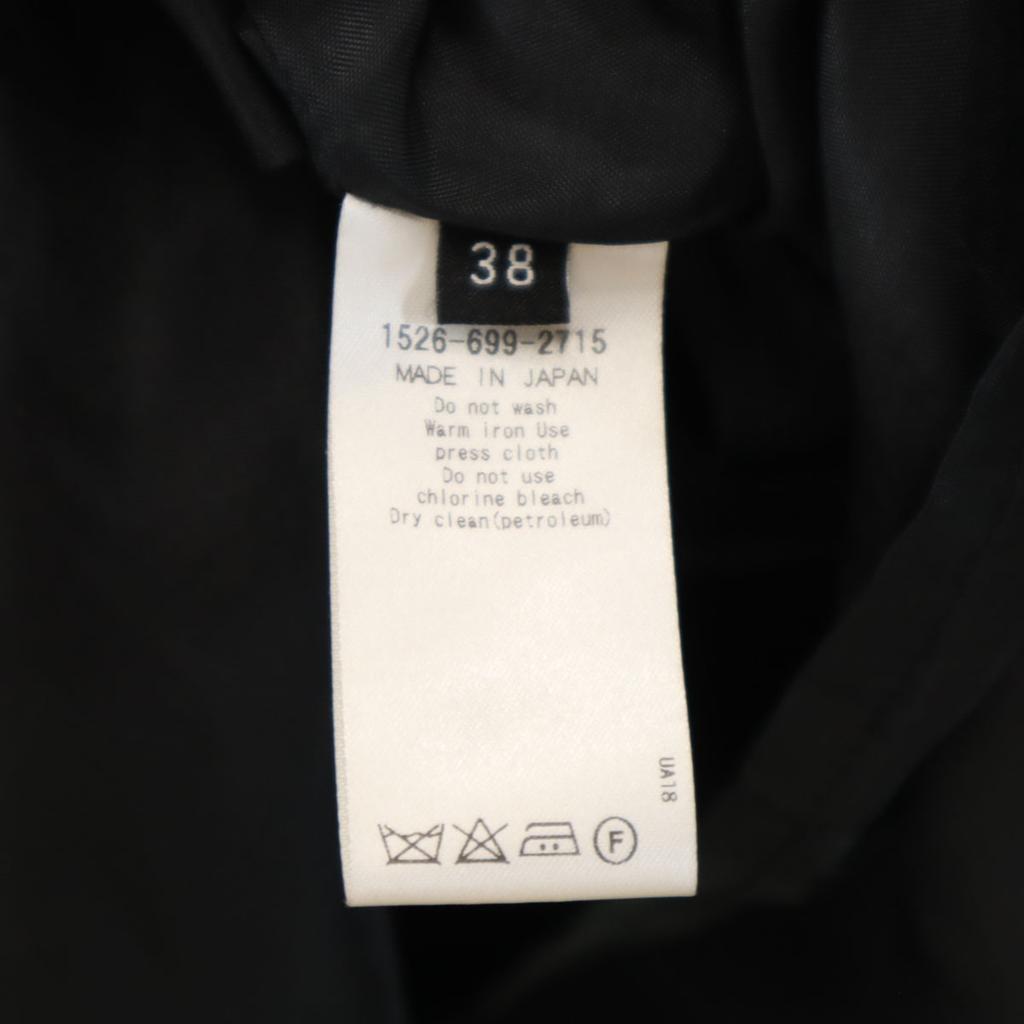 38
1526-699-2715
MADE IN JAPAN
Do not wash
Warm iron Use
press cloth
Do not use
chlorine bleach
Dry clean(petroleum)
UA18
F